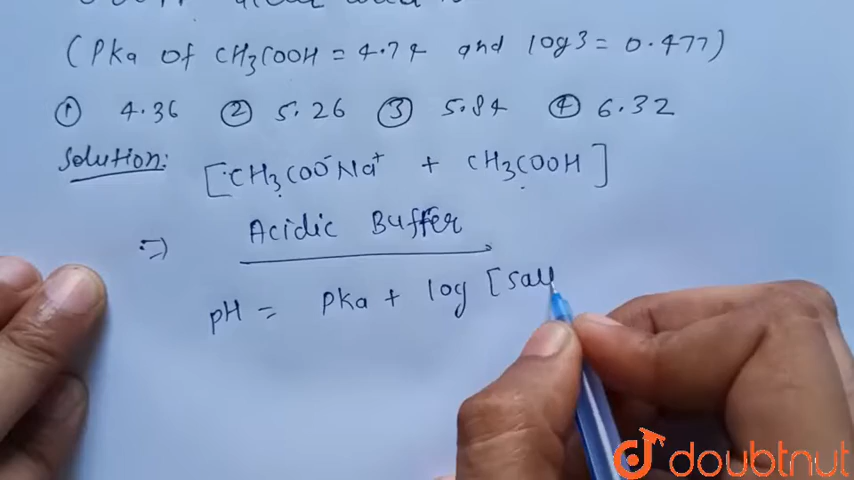 (PKa of CH₃COOH = 4.74 and log3 = 0.477)
① 4.36 ② 5.26 ③ 5.84 ④ 6.32
Solution: [CH₃COO⁻Na⁺ + CH₃COOH]
⇒ Acidic Buffer
pH = PKa + log [sal
doubtnut